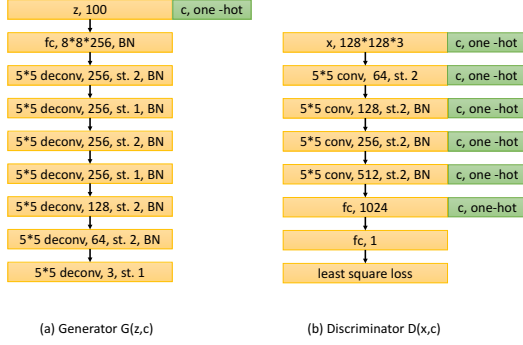 z, 100
c, one -hot
fc, 8*8*256, BN
5*5 deconv, 256, st. 2, BN
5*5 deconv, 256, st. 1, BN
5*5 deconv, 256, st. 2, BN
5*5 deconv, 256, st. 1, BN
5*5 deconv, 128, st. 2, BN
5*5 deconv, 64, st. 2, BN
5*5 deconv, 3, st. 1
(a) Generator G(z,c)
x, 128*128*3
c, one -hot
5*5 conv,  64, st. 2
c, one -hot
5*5 conv, 128, st.2, BN
c, one -hot
5*5 conv, 256, st.2, BN
c, one -hot
5*5 conv, 512, st.2, BN
c, one -hot
fc, 1024
c, one-hot
fc, 1
least square loss
(b) Discriminator D(x,c)